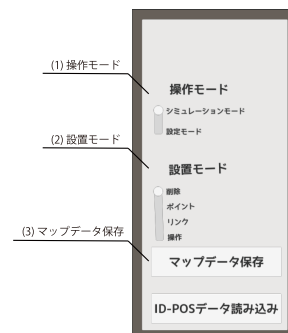 (1) 操作モード
操作モード
シミュレーションモード
設定モード
(2) 設置モード
設置モード
削除
ポイント
リンク
操作
(3) マップデータ保存
マップデータ保存
ID-POSデータ読み込み